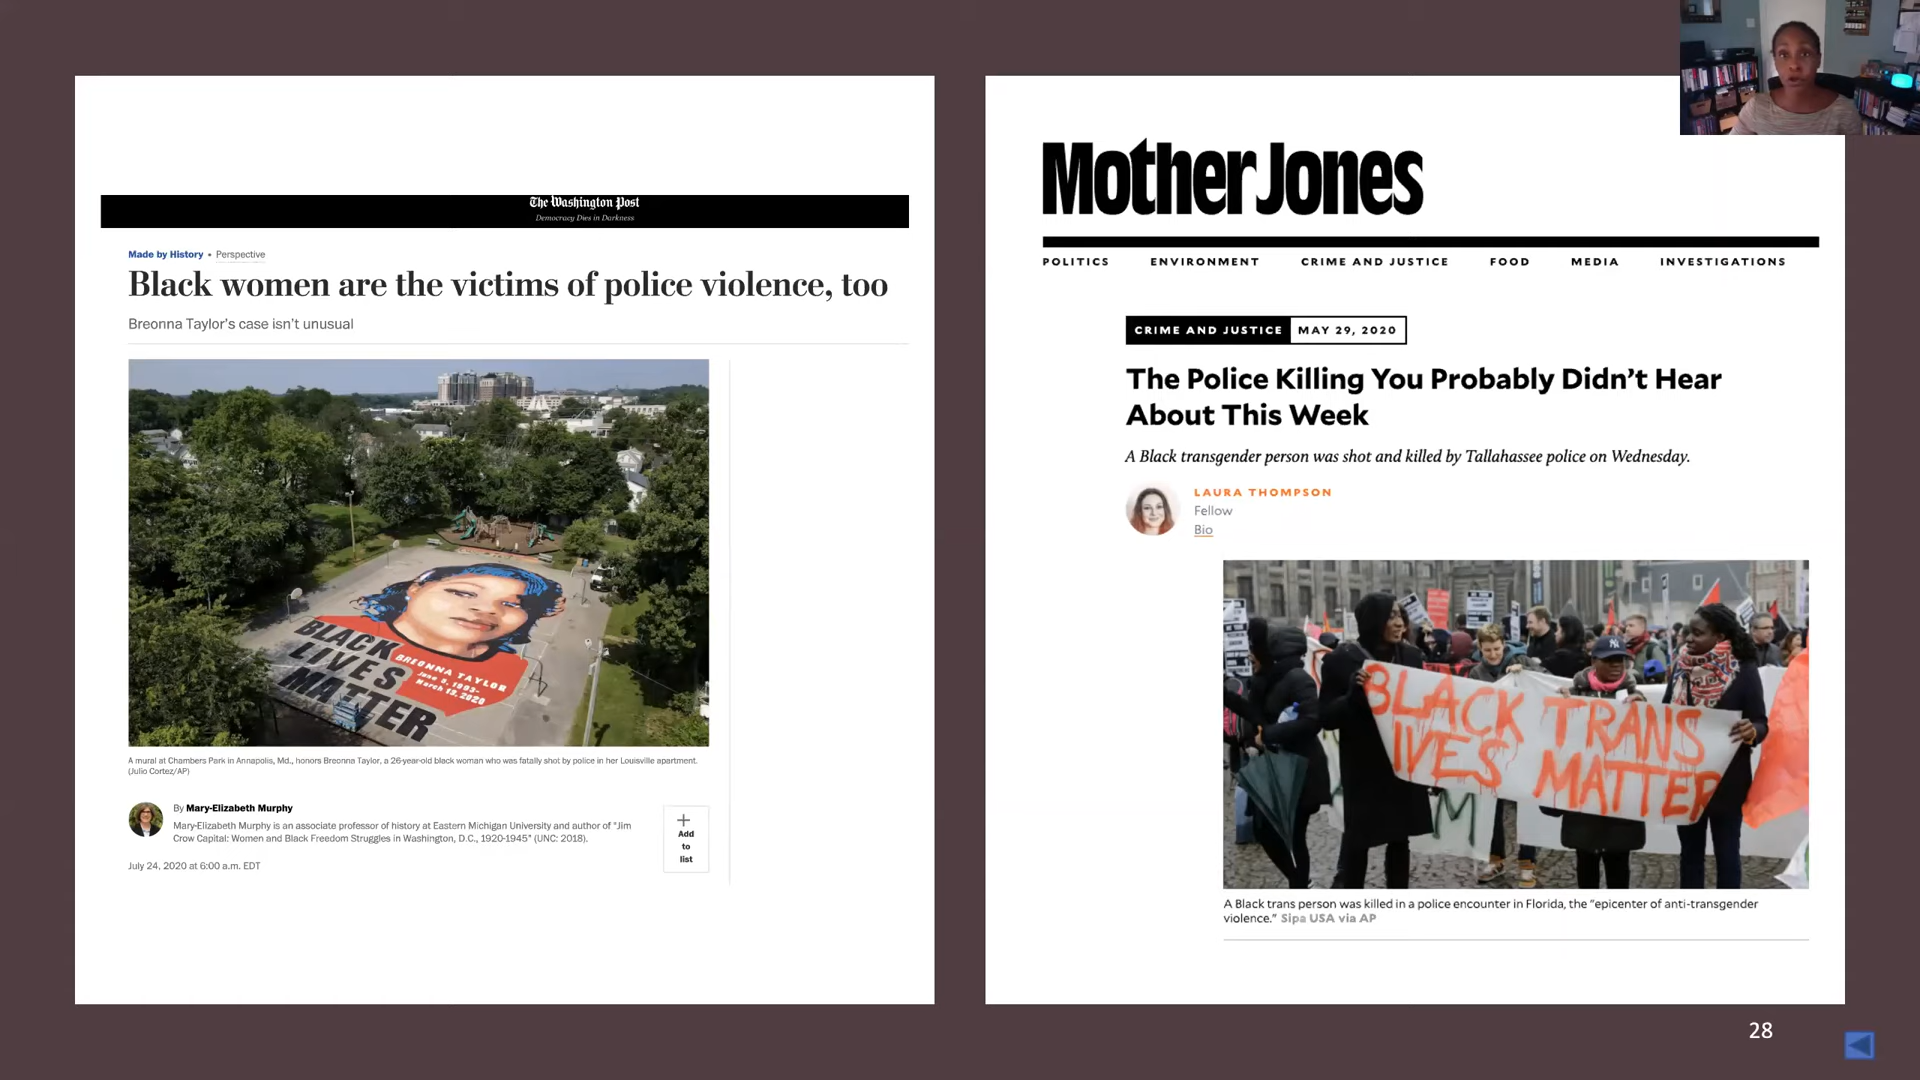 The Washington Post
Democracy Dies in Darkness
Made by History • Perspective
Black women are the victims of police violence, too
Breonna Taylor's case isn't unusual
BLACK
LIVES
MATTER
BREONNA TAYLOR
June 5, 1993-
March 13, 2020
A mural at Chambers Park in Annapolis, Md., honors Breonna Taylor, a 26-year-old black woman who was fatally shot by police in her Louisville apartment.
(Julio Cortez/AP)
By Mary-Elizabeth Murphy
Mary-Elizabeth Murphy is an associate professor of history at Eastern Michigan University and author of "Jim
Crow Capital: Women and Black Freedom Struggles in Washington, D.C., 1920-1945" (UNC: 2018).
+
Add
to
list
July 24, 2020 at 6:00 a.m. EDT
Mother Jones
POLITICS ENVIRONMENT CRIME AND JUSTICE FOOD MEDIA INVESTIGATIONS
CRIME AND JUSTICE MAY 29, 2020
The Police Killing You Probably Didn't Hear
About This Week
A Black transgender person was shot and killed by Tallahassee police on Wednesday.
LAURA THOMPSON
Fellow
Bio
BLACK TRANS
LIVES MATTER
A Black trans person was killed in a police encounter in Florida, the "epicenter of anti-transgender
violence." Sipa USA via AP
28